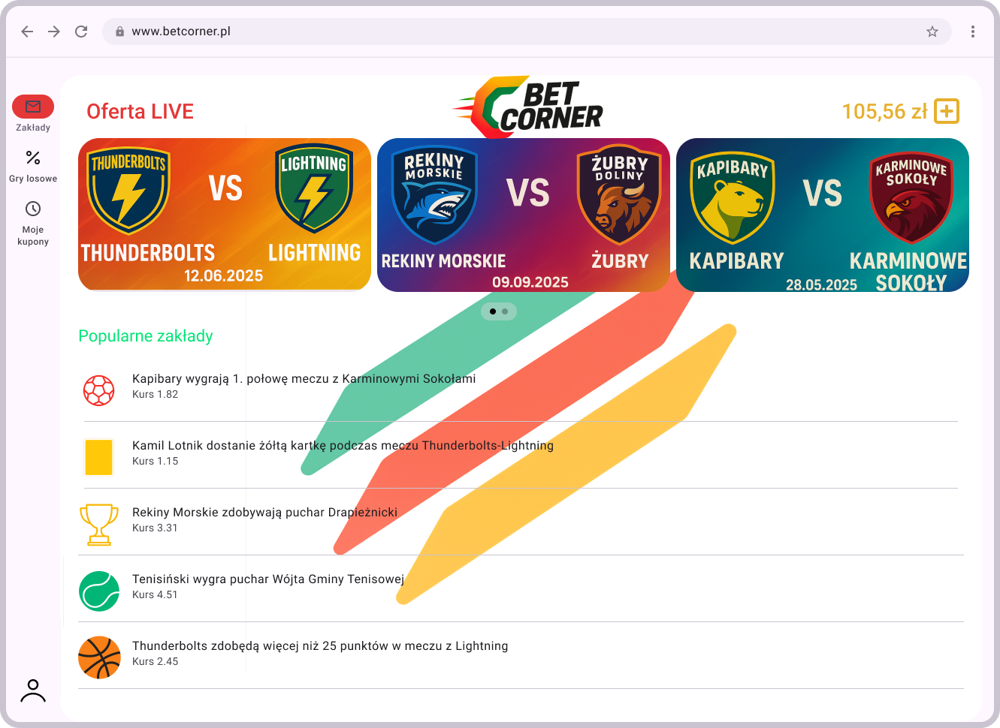 www.betcorner.pl
Zakłady
Gry losowe
Moje
kupony
Oferta LIVE
BET
CORNER
105,56 zł
THUNDERBOLTS
VS
LIGHTNING
THUNDERBOLTS
LIGHTNING
12.06.2025
REKINY
MORSKIE
VS
ŻUBRY
DOLINY
REKINY MORSKIE
ŻUBRY
09.09.2025
KAPIBARY
VS
KARMINOWE
SOKOŁY
KAPIBARY
KARMINOWE
SOKOŁY
28.05.2025
Popularne zakłady
Kapibary wygrają 1. połowę meczu z Karminowymi Sokołami
Kurs 1.82
Kamil Lotnik dostanie żółtą kartkę podczas meczu Thunderbolts-Lightning
Kurs 1.15
Rekiny Morskie zdobywają puchar Drapieżnicki
Kurs 3.31
Tenisiński wygra puchar Wójta Gminy Tenisowej
Kurs 4.51
Thunderbolts zdobędą więcej niż 25 punktów w meczu z Lightning
Kurs 2.45